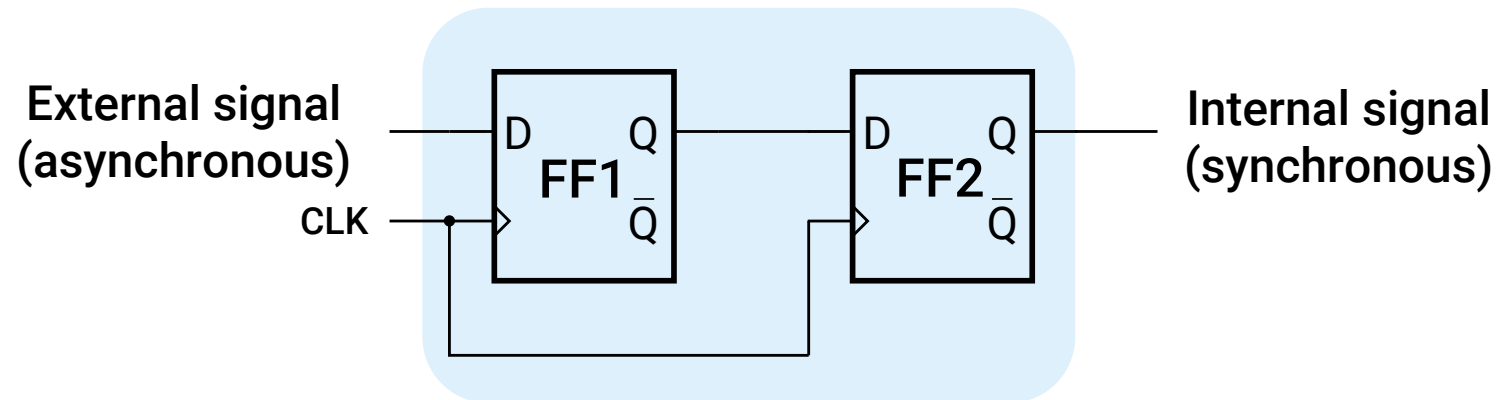 External signal
(asynchronous)
CLK
D Q
FF1
Q̅
D Q
FF2
Q̅
Internal signal
(synchronous)